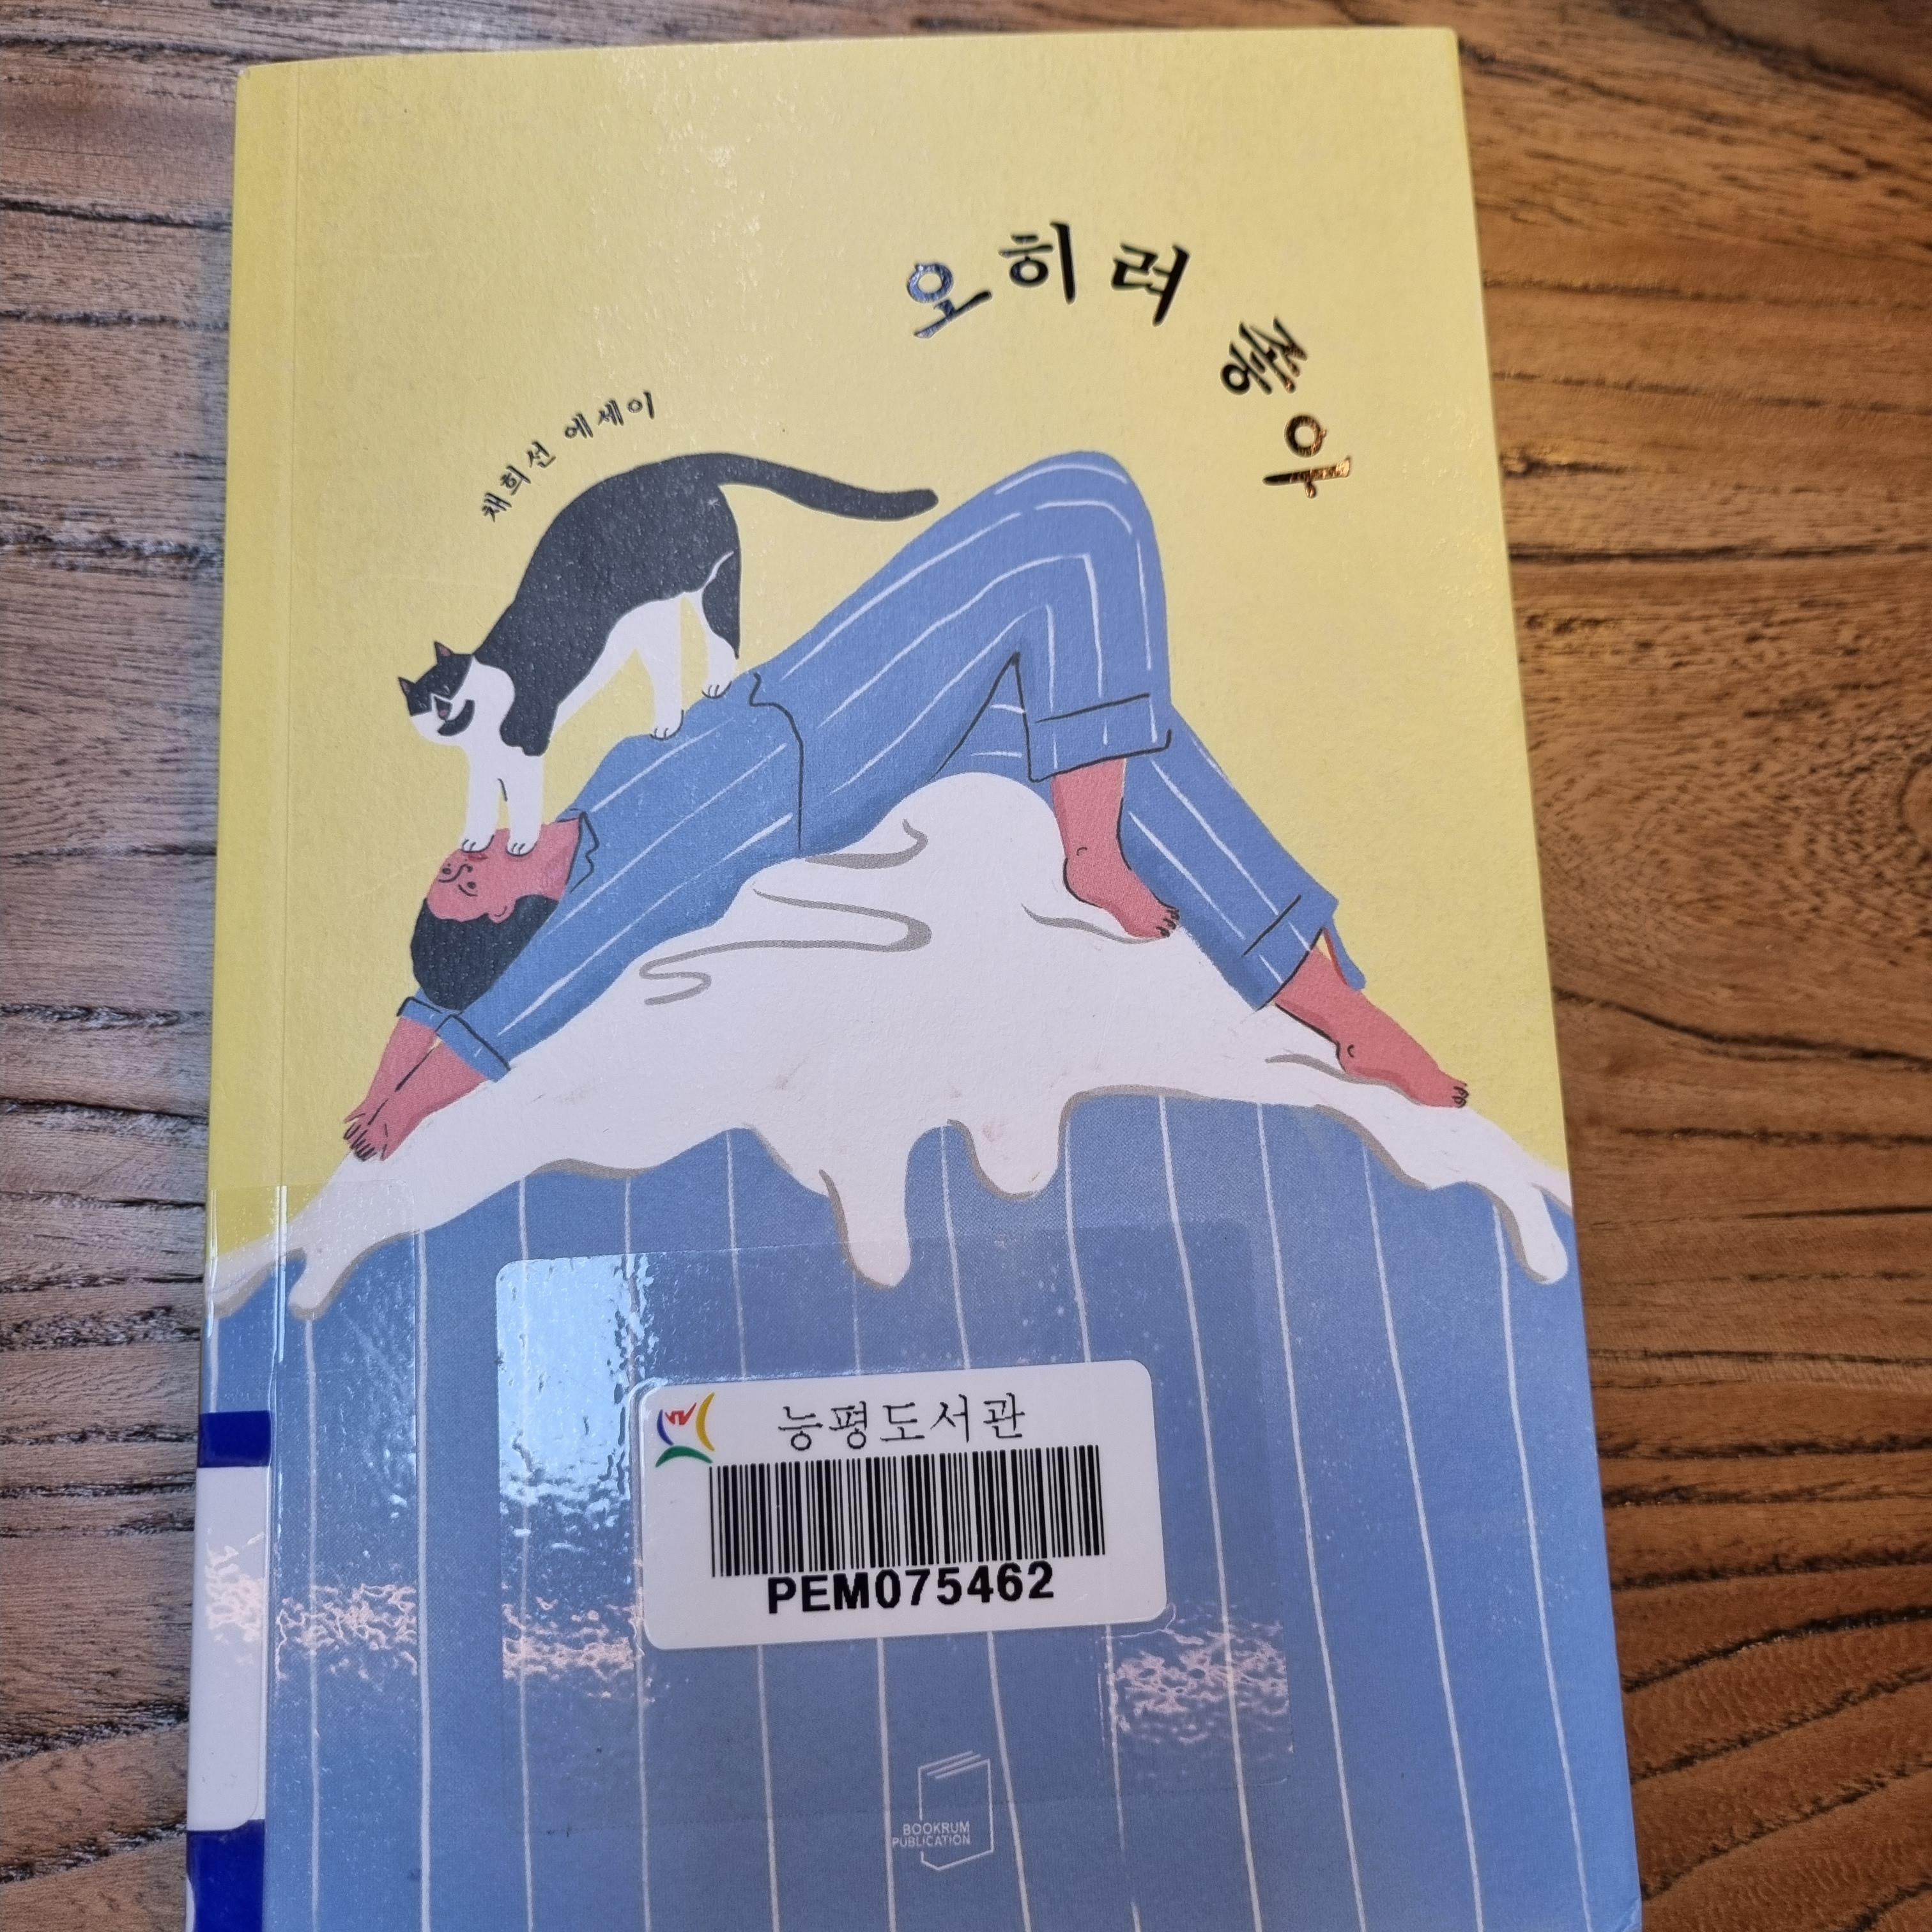 오히려 좋아
채희선 에세이
능평도서관
PEM075462
BOOKRUM
PUBLICATION